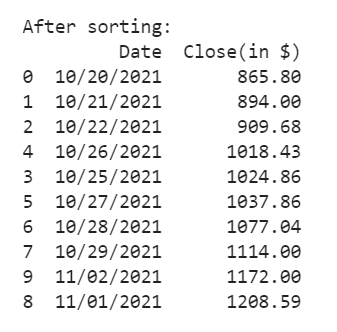 After sorting:
Date Close(in $)
0 10/20/2021 865.80
1 10/21/2021 894.00
2 10/22/2021 909.68
4 10/26/2021 1018.43
3 10/25/2021 1024.86
5 10/27/2021 1037.86
6 10/28/2021 1077.04
7 10/29/2021 1114.00
9 11/02/2021 1172.00
8 11/01/2021 1208.59